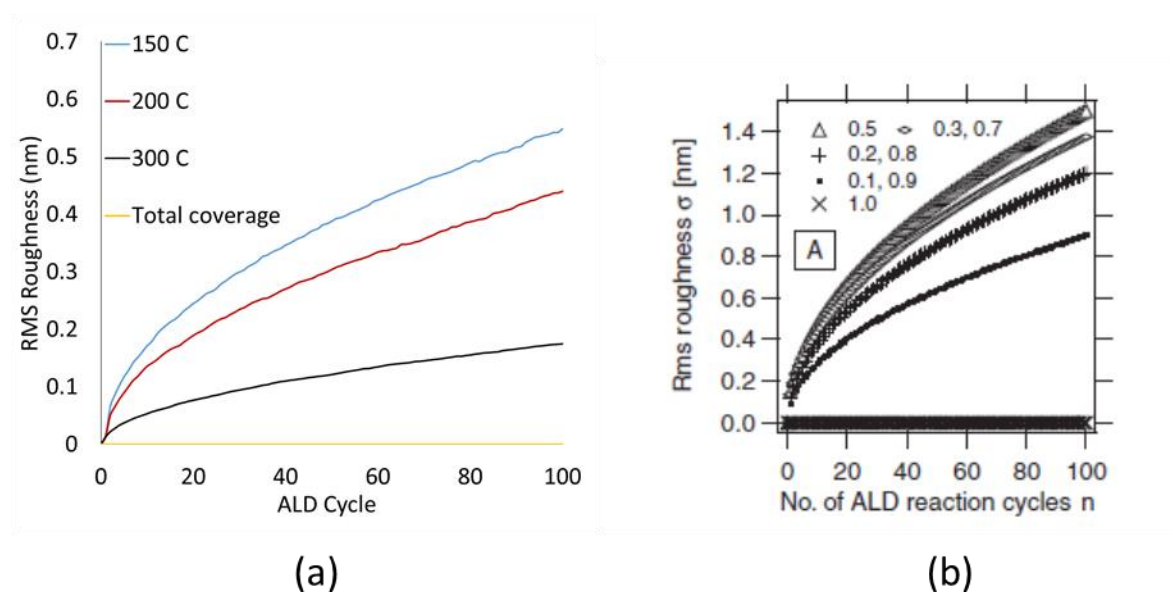 0.7
0.6
0.5
0.4
0.3
0.2
0.1
0
RMS Roughness (nm)
150 C
200 C
300 C
Total coverage
0 20 40 60 80 100
ALD Cycle
(a)
1.4
1.2
1.0
0.8
0.6
0.4
0.2
0.0
Rms roughness σ [nm]
0.5 0.3, 0.7
0.2, 0.8
0.1, 0.9
1.0
A
0 20 40 60 80 100
No. of ALD reaction cycles n
(b)